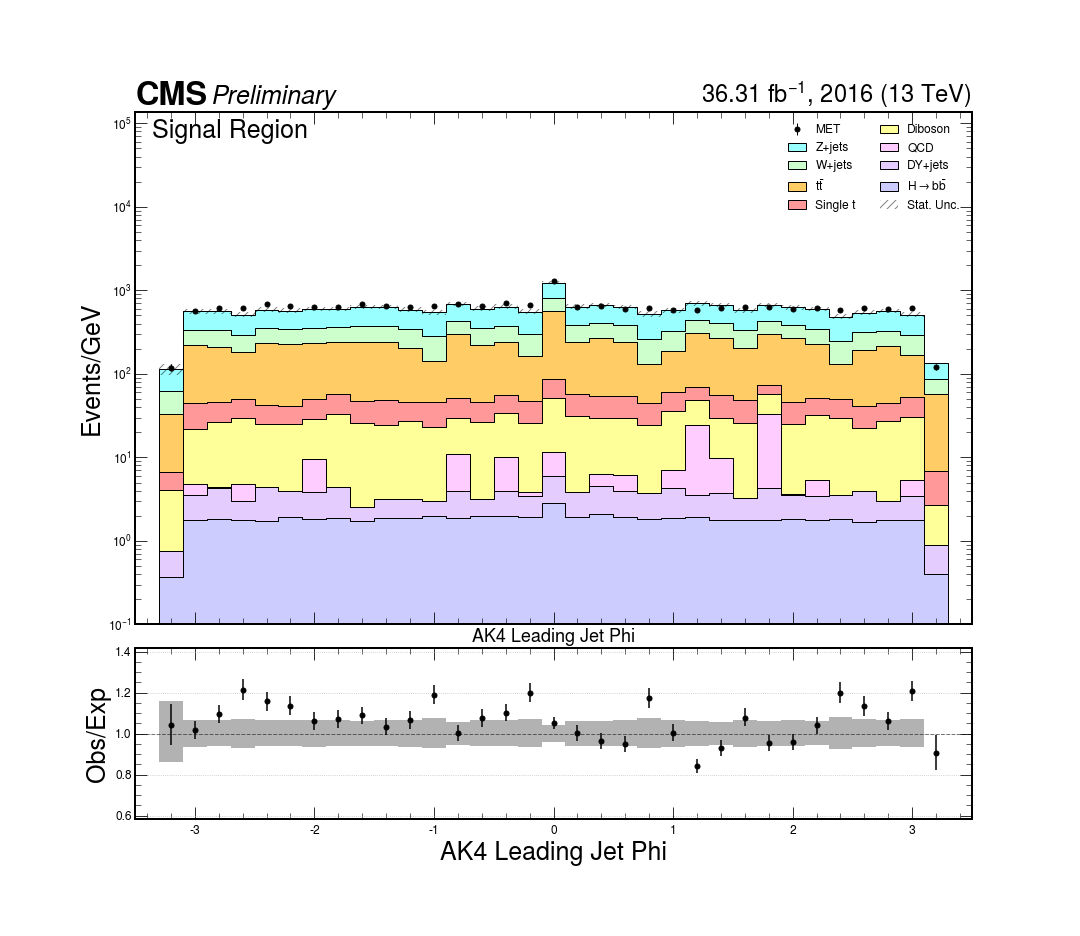 CMS Preliminary
36.31 fb⁻¹, 2016 (13 TeV)
Signal Region
MET
Z+jets
W+jets
tt̄
Single t
Diboson
QCD
DY+jets
H→bb̄
Stat. Unc.
Events/GeV
10⁵
10⁴
10³
10²
10¹
10⁰
10⁻¹
AK4 Leading Jet Phi
Obs/Exp
1.4
1.2
1.0
0.8
0.6
-3 -2 -1 0 1 2 3
AK4 Leading Jet Phi